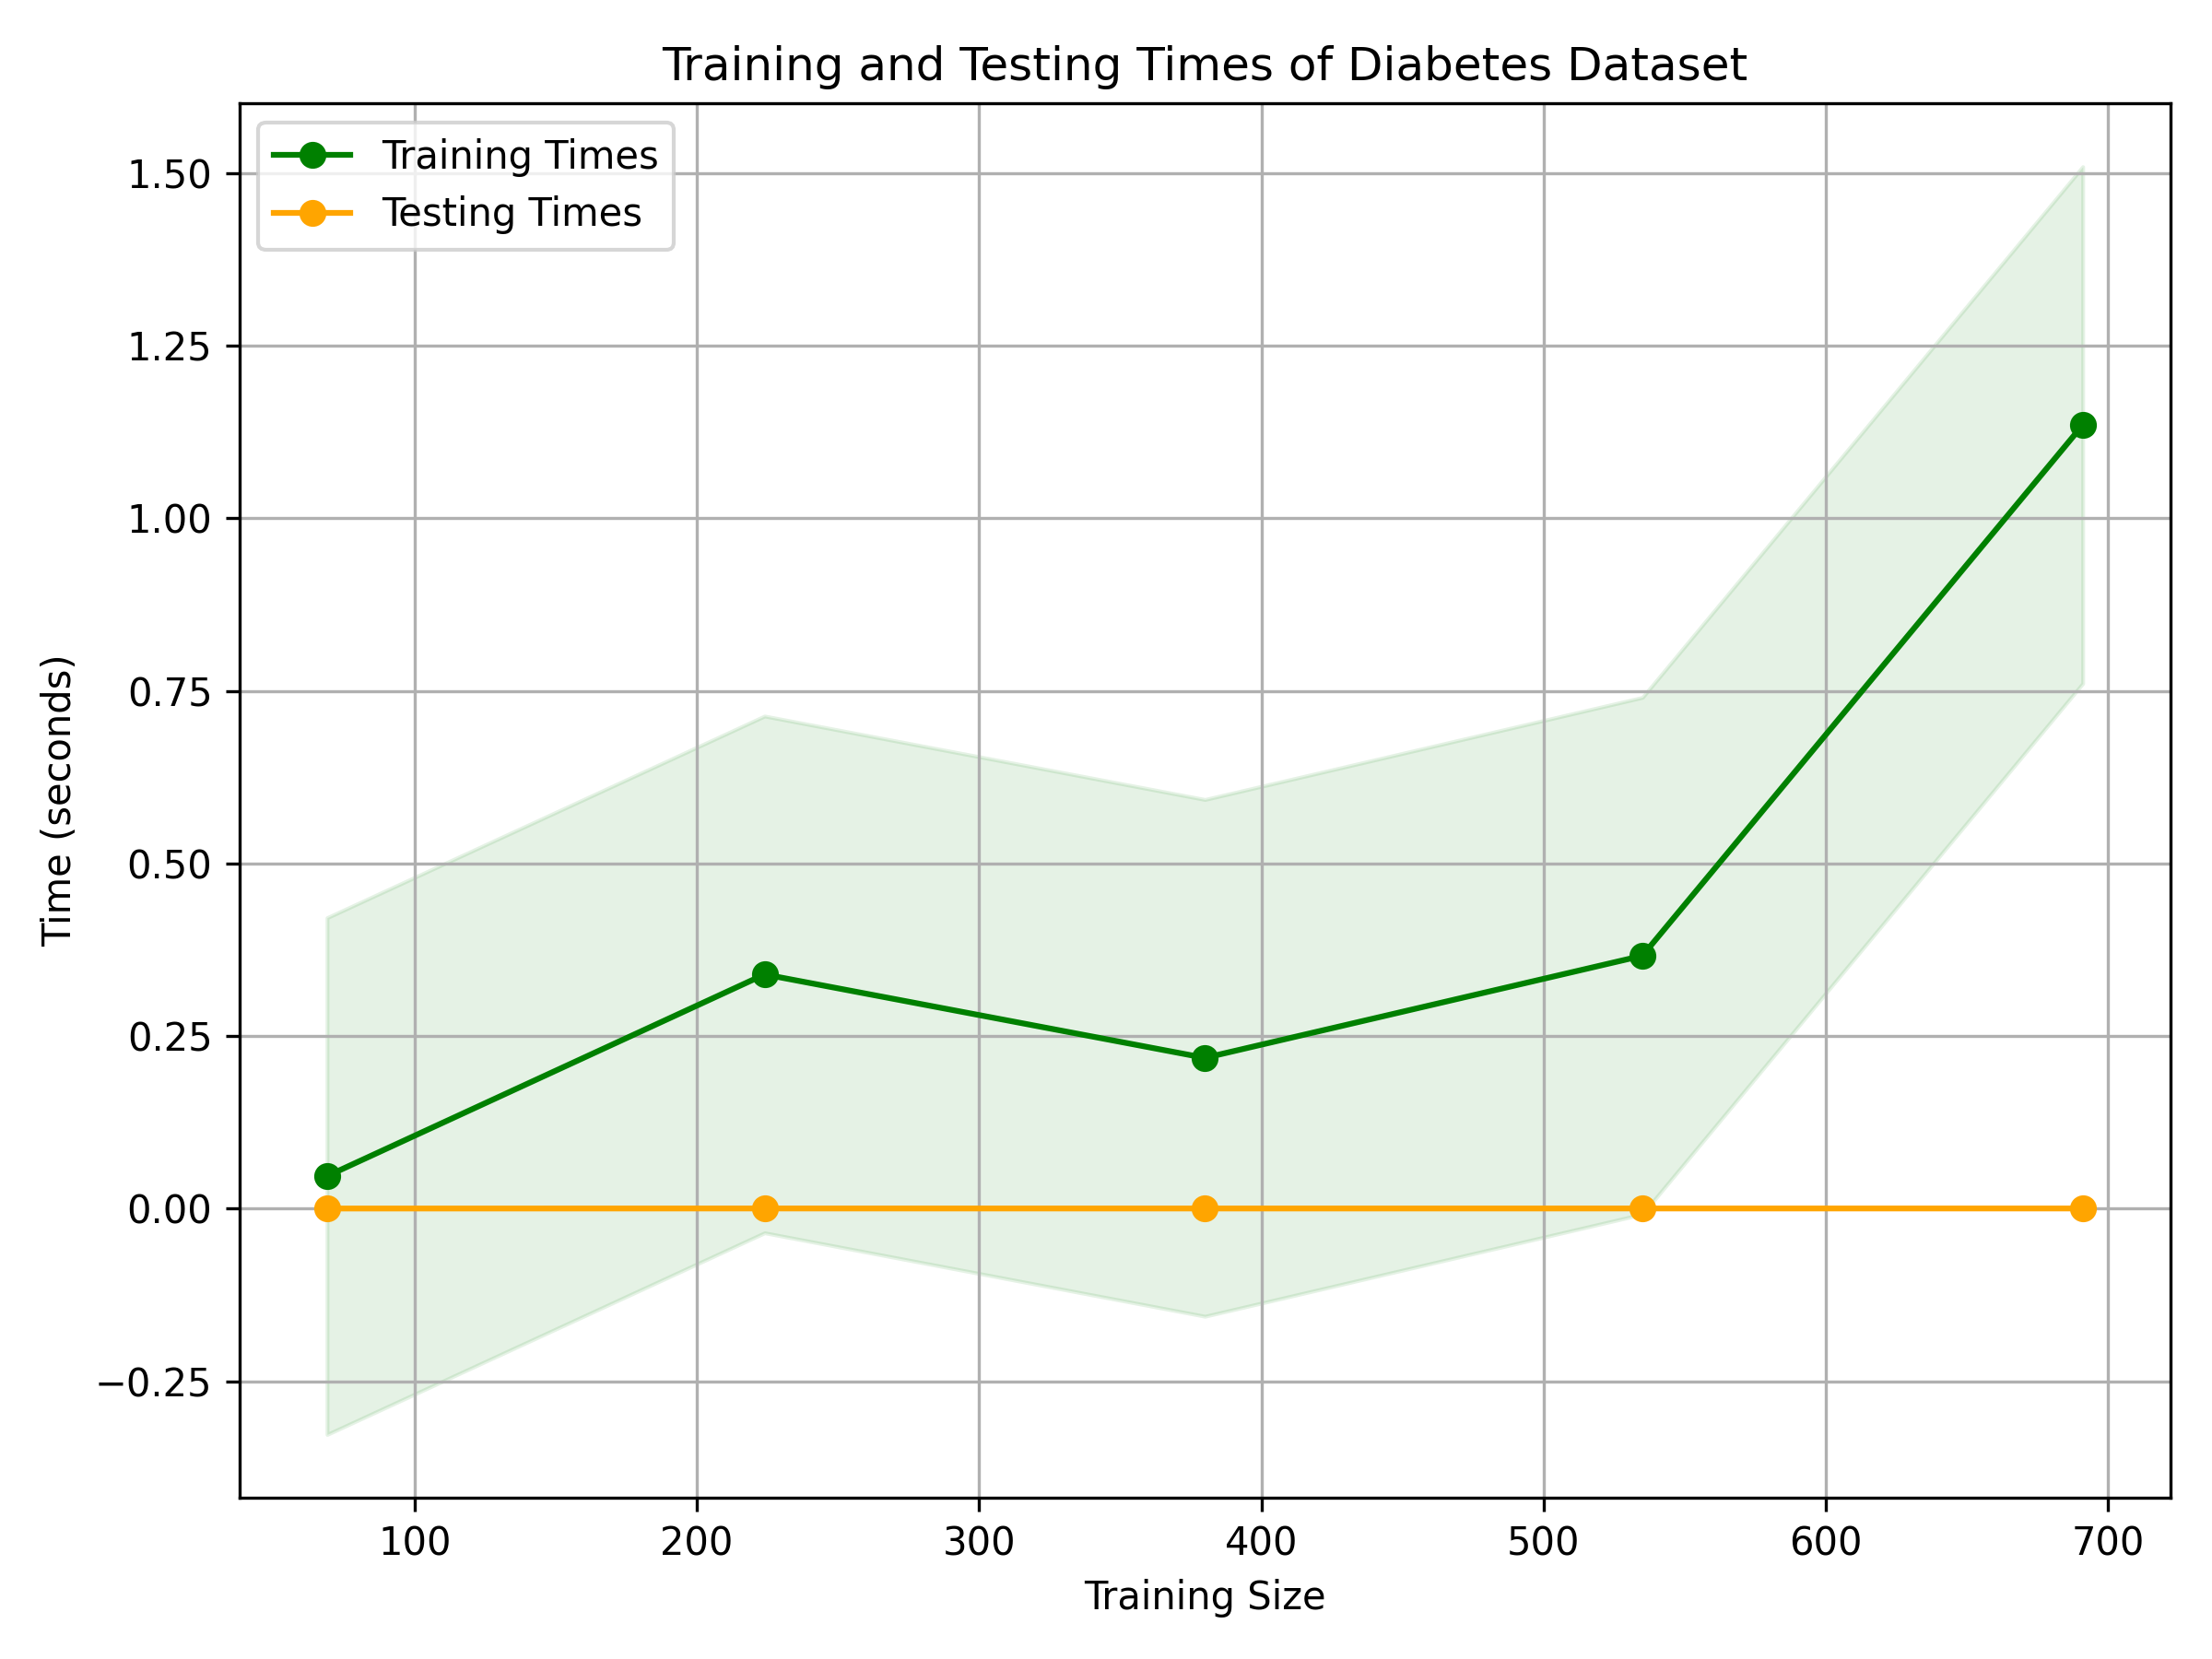 Training and Testing Times of Diabetes Dataset
Training Times
Testing Times
1.50
1.25
1.00
0.75
0.50
0.25
0.00
−0.25
Time (seconds)
100 200 300 400 500 600 700
Training Size